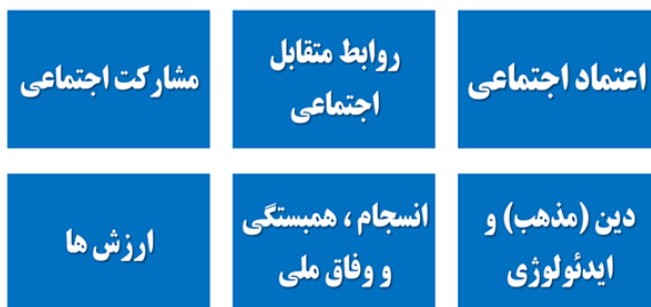 اعتماد اجتماعی
روابط متقابل
اجتماعی
مشارکت اجتماعی
دین (مذهب) و
ایدئولوژی
انسجام ، همبستگی
و وفاق ملی
ارزش ها